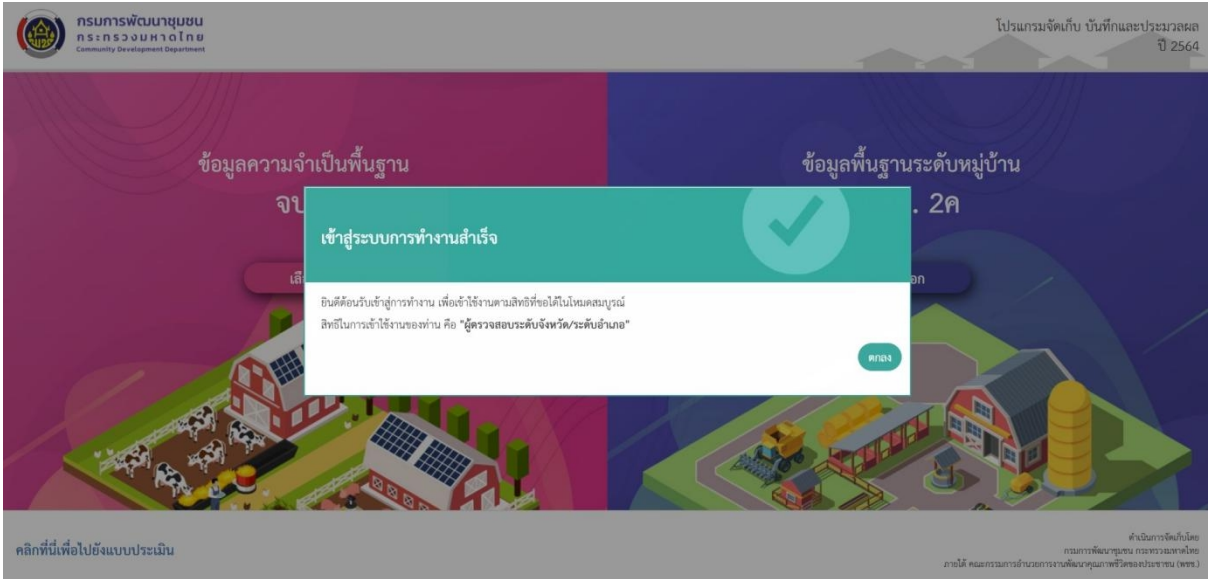 กรมการพัฒนาชุมชน
กระทรวงมหาดไทย
Community Development Department
โปรแกรมจัดเก็บ บันทึกและประมวลผล
ปี 2564
ข้อมูลความจำเป็นพื้นฐาน
จป
เลือ
ข้อมูลพื้นฐานระดับหมู่บ้าน
. 2ค
อก
เข้าสู่ระบบการทำงานสำเร็จ
ยินดีต้อนรับเข้าสู่การทำงาน เพื่อเข้าใช้งานตามสิทธิที่ขอได้ในโหมดสมบูรณ์
สิทธิในการเข้าใช้งานของท่าน คือ "ผู้ตรวจสอบระดับจังหวัด/ระดับอำเภอ"
ตกลง
คลิกที่นี่เพื่อไปยังแบบประเมิน
ดำเนินการจัดเก็บโดย
กรมการพัฒนาชุมชน กระทรวงมหาดไทย
ภายใต้ คณะกรรมการอำนวยการงานพัฒนาคุณภาพชีวิตของประชาชน (พชช.)